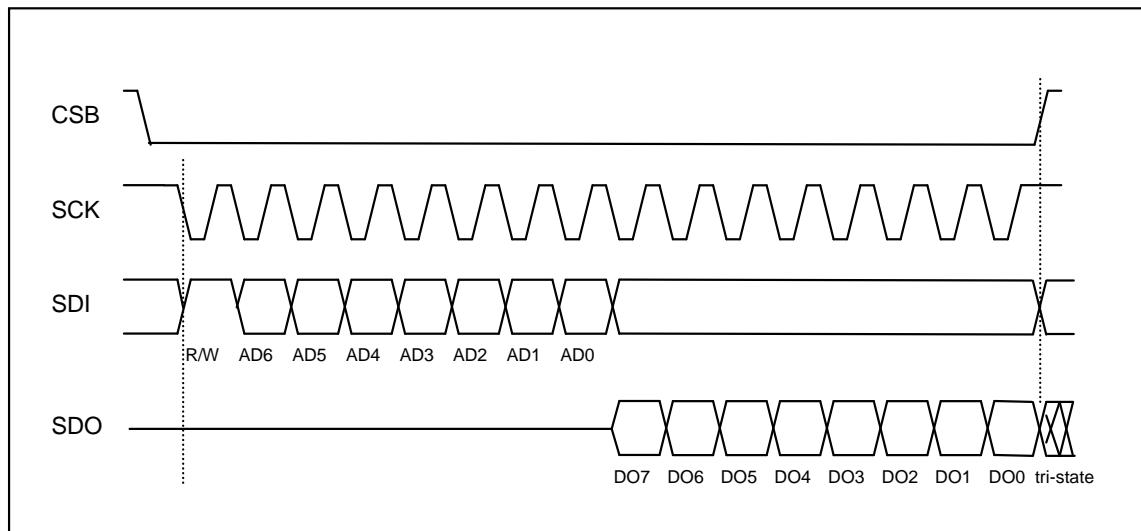 CSB
SCK
SDI
R/W AD6 AD5 AD4 AD3 AD2 AD1 AD0
SDO
DO7 DO6 DO5 DO4 DO3 DO2 DO1 DO0 tri-state